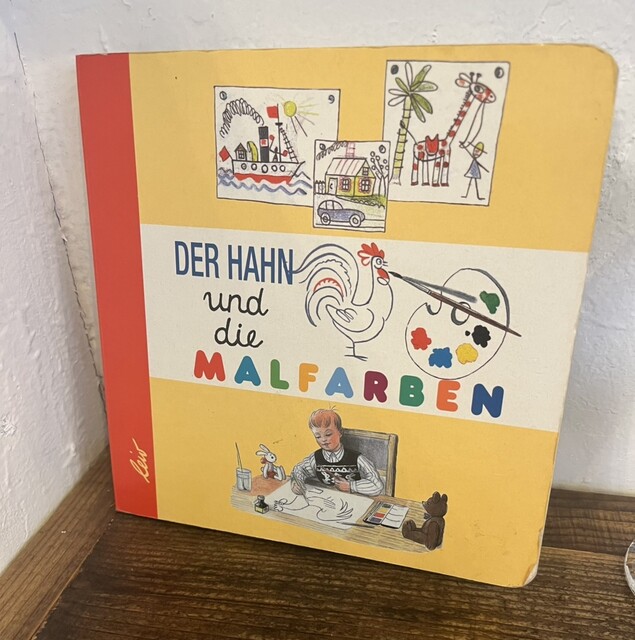 DER HAHN
und
die
MALFARBEN
leiv